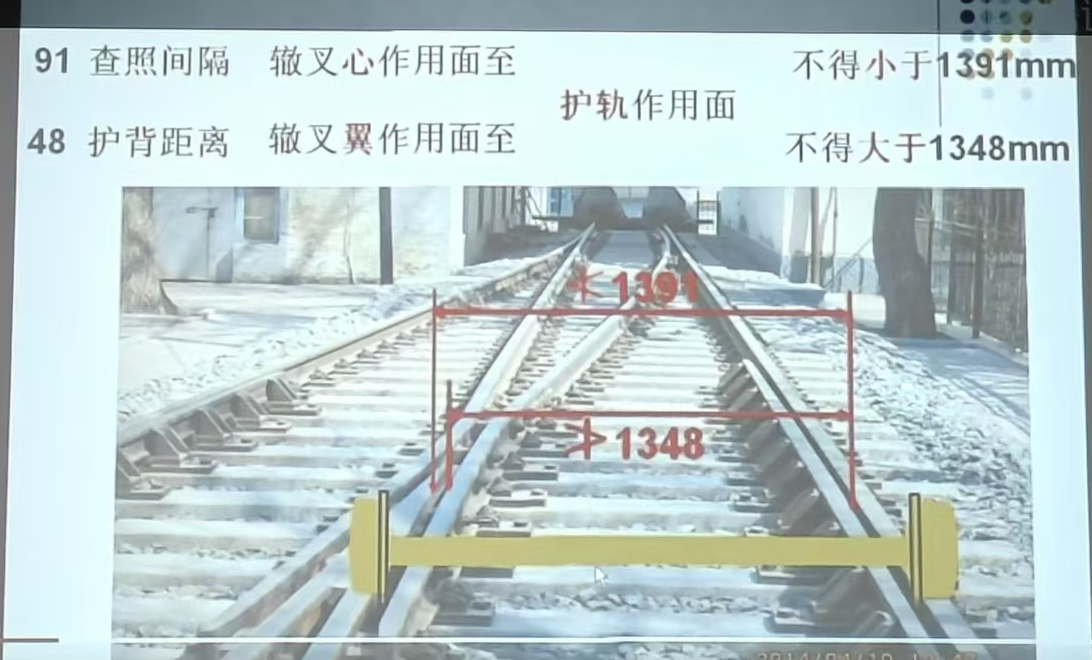 91 查照间隔 辙叉心作用面至 不得小于1391mm
护轨作用面
48 护背距离 辙叉翼作用面至 不得大于1348mm
≮1391
≯1348